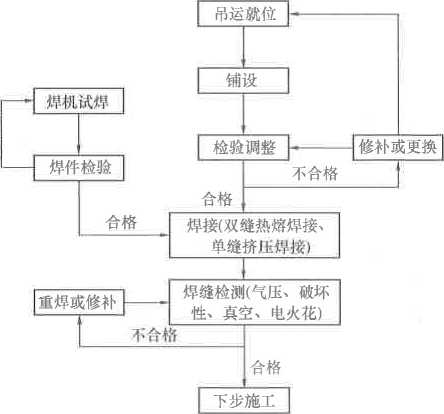 吊运就位
铺设
焊机试焊
检验调整
修补或更换
焊件检验
不合格
合格
合格
焊接(双缝热熔焊接、
单缝挤压焊接)
重焊或修补
焊缝检测(气压、破坏
性、真空、电火花)
不合格
合格
下步施工